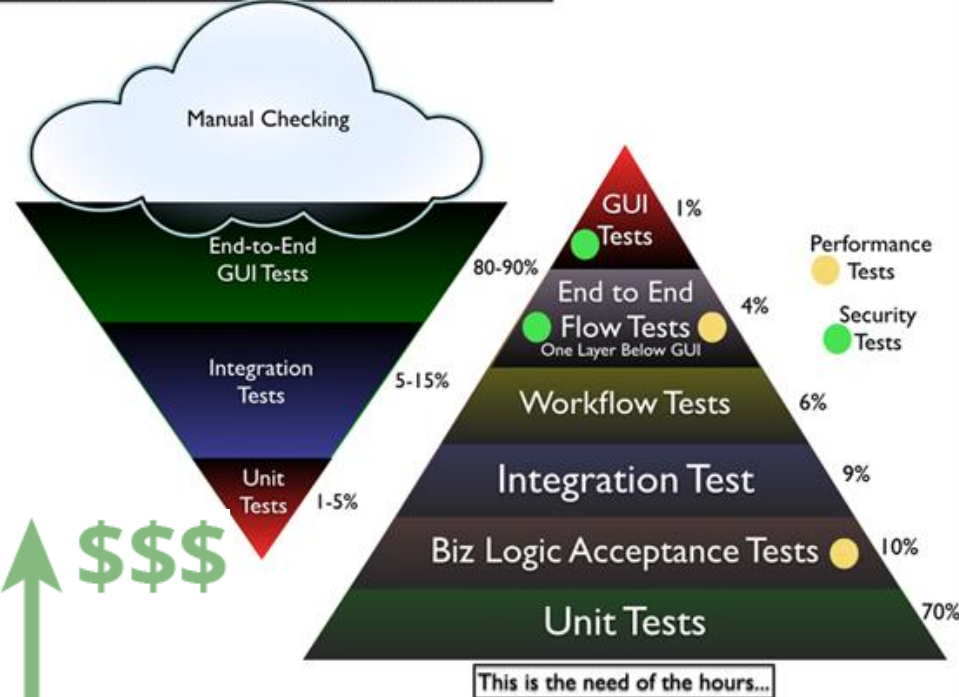 Manual Checking
End-to-End
GUI Tests
80-90%
Integration
Tests
5-15%
Unit
Tests
1-5%
$$$
GUI
Tests
1%
End to End
Flow Tests
One Layer Below GUI
4%
Workflow Tests
6%
Integration Test
9%
Biz Logic Acceptance Tests
10%
Unit Tests
70%
Performance
Tests
Security
Tests
This is the need of the hours...